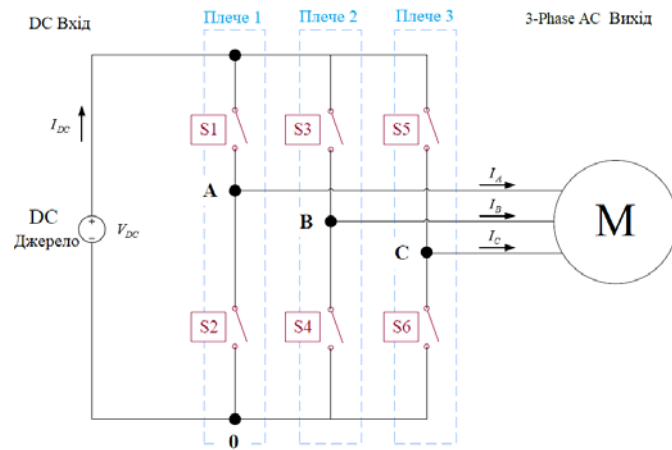 DC Вхід
Плече 1
Плече 2
Плече 3
3-Phase AC Вихід
I_DC
S1
S3
S5
A
I_A
B
I_B
M
DC
Джерело
V_DC
C
I_C
S2
S4
S6
0